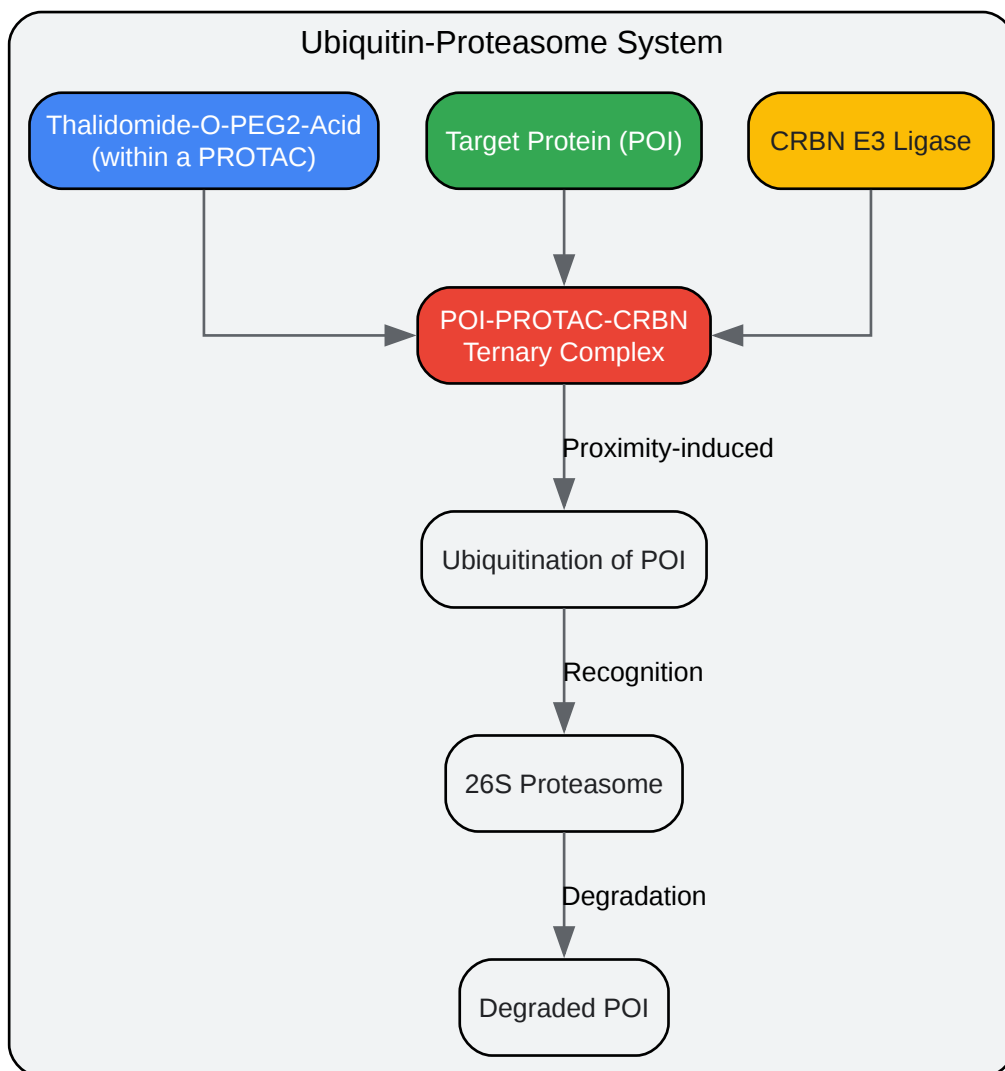 Ubiquitin-Proteasome System
Thalidomide-O-PEG2-Acid
(within a PROTAC)
Target Protein (POI)
CRBN E3 Ligase
POI-PROTAC-CRBN
Ternary Complex
Proximity-induced
Ubiquitination of POI
Recognition
26S Proteasome
Degradation
Degraded POI